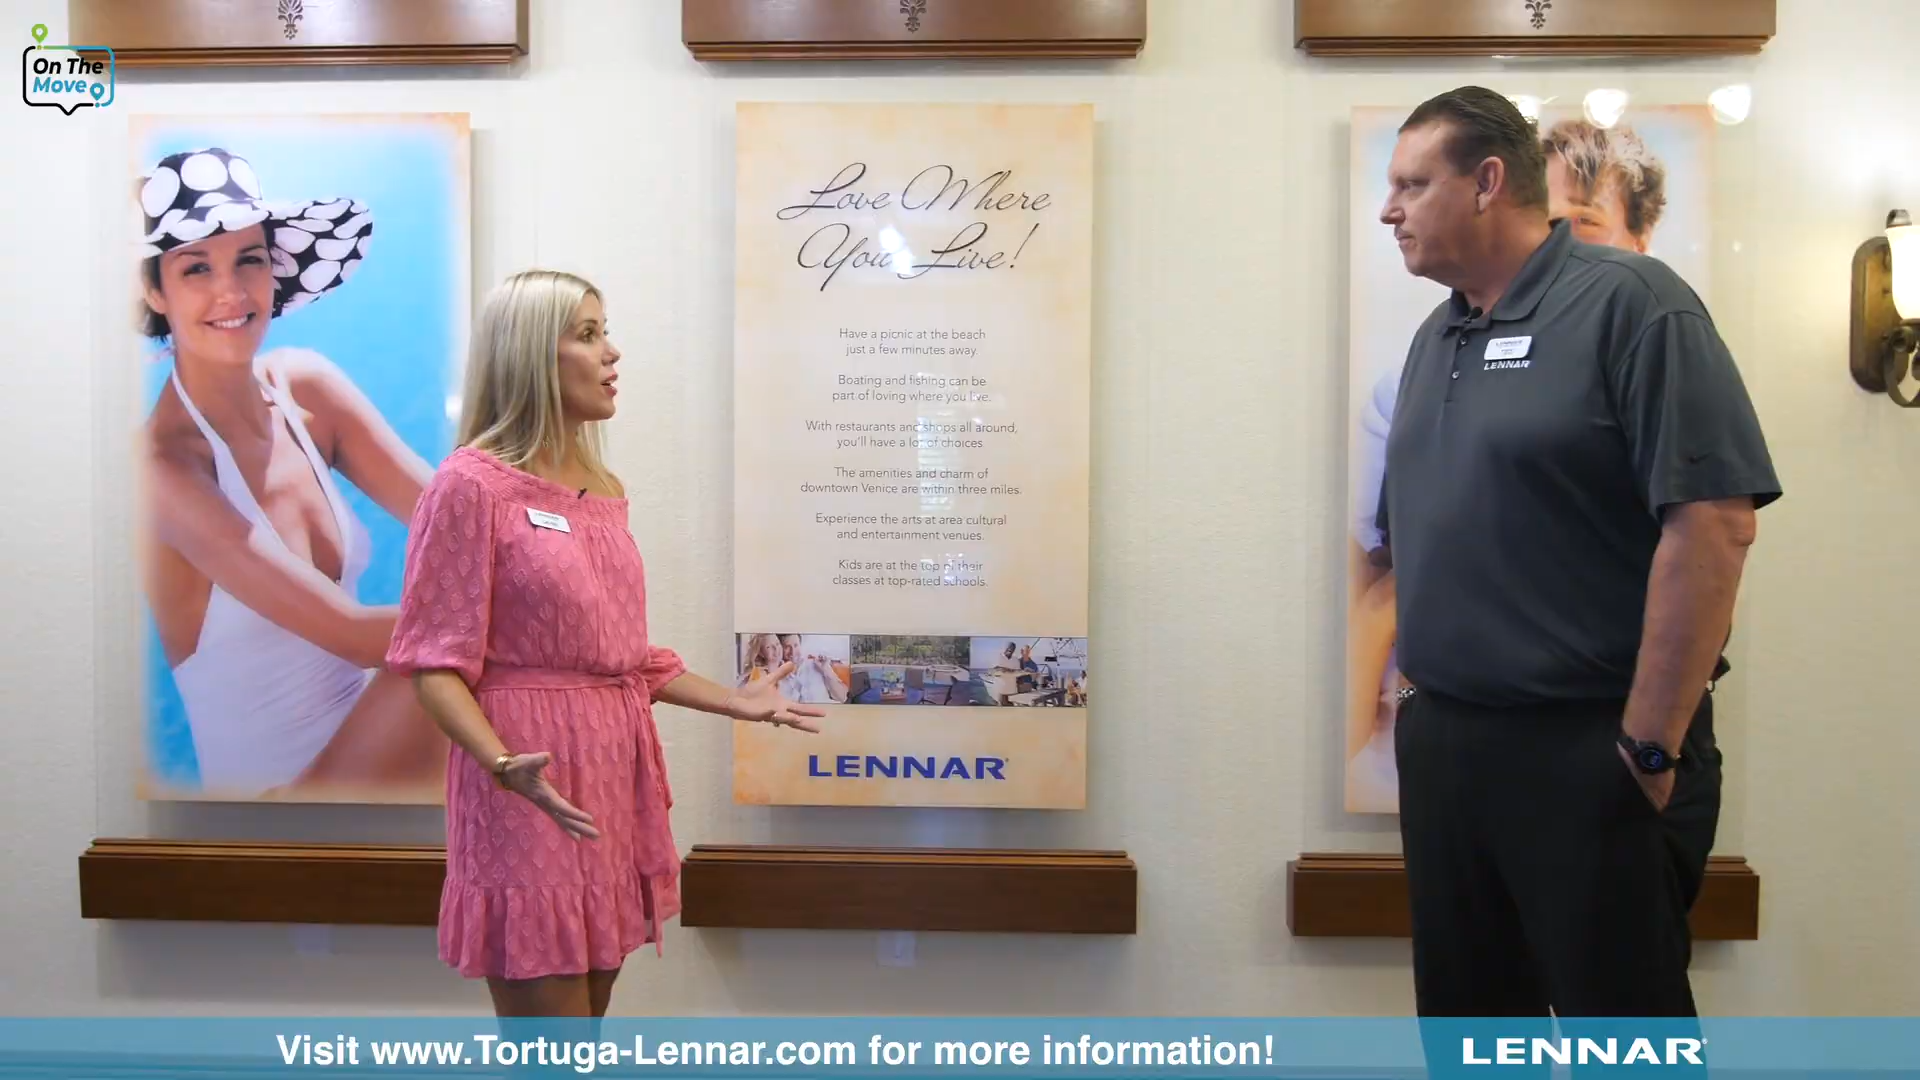 On The
Move
Love Where
You Live!
Have a picnic at the beach
just a few minutes away.
Boating and fishing can be
part of loving where you live.
With restaurants and shops all around,
you'll have a lot of choices
The amenities and charm of
downtown Venice are within three miles.
Experience the arts at area cultural
and entertainment venues.
Kids are at the top of their
classes at top-rated schools.
LENNAR
LENNAR
LENNAR
Visit www.Tortuga-Lennar.com for more information!
LENNAR